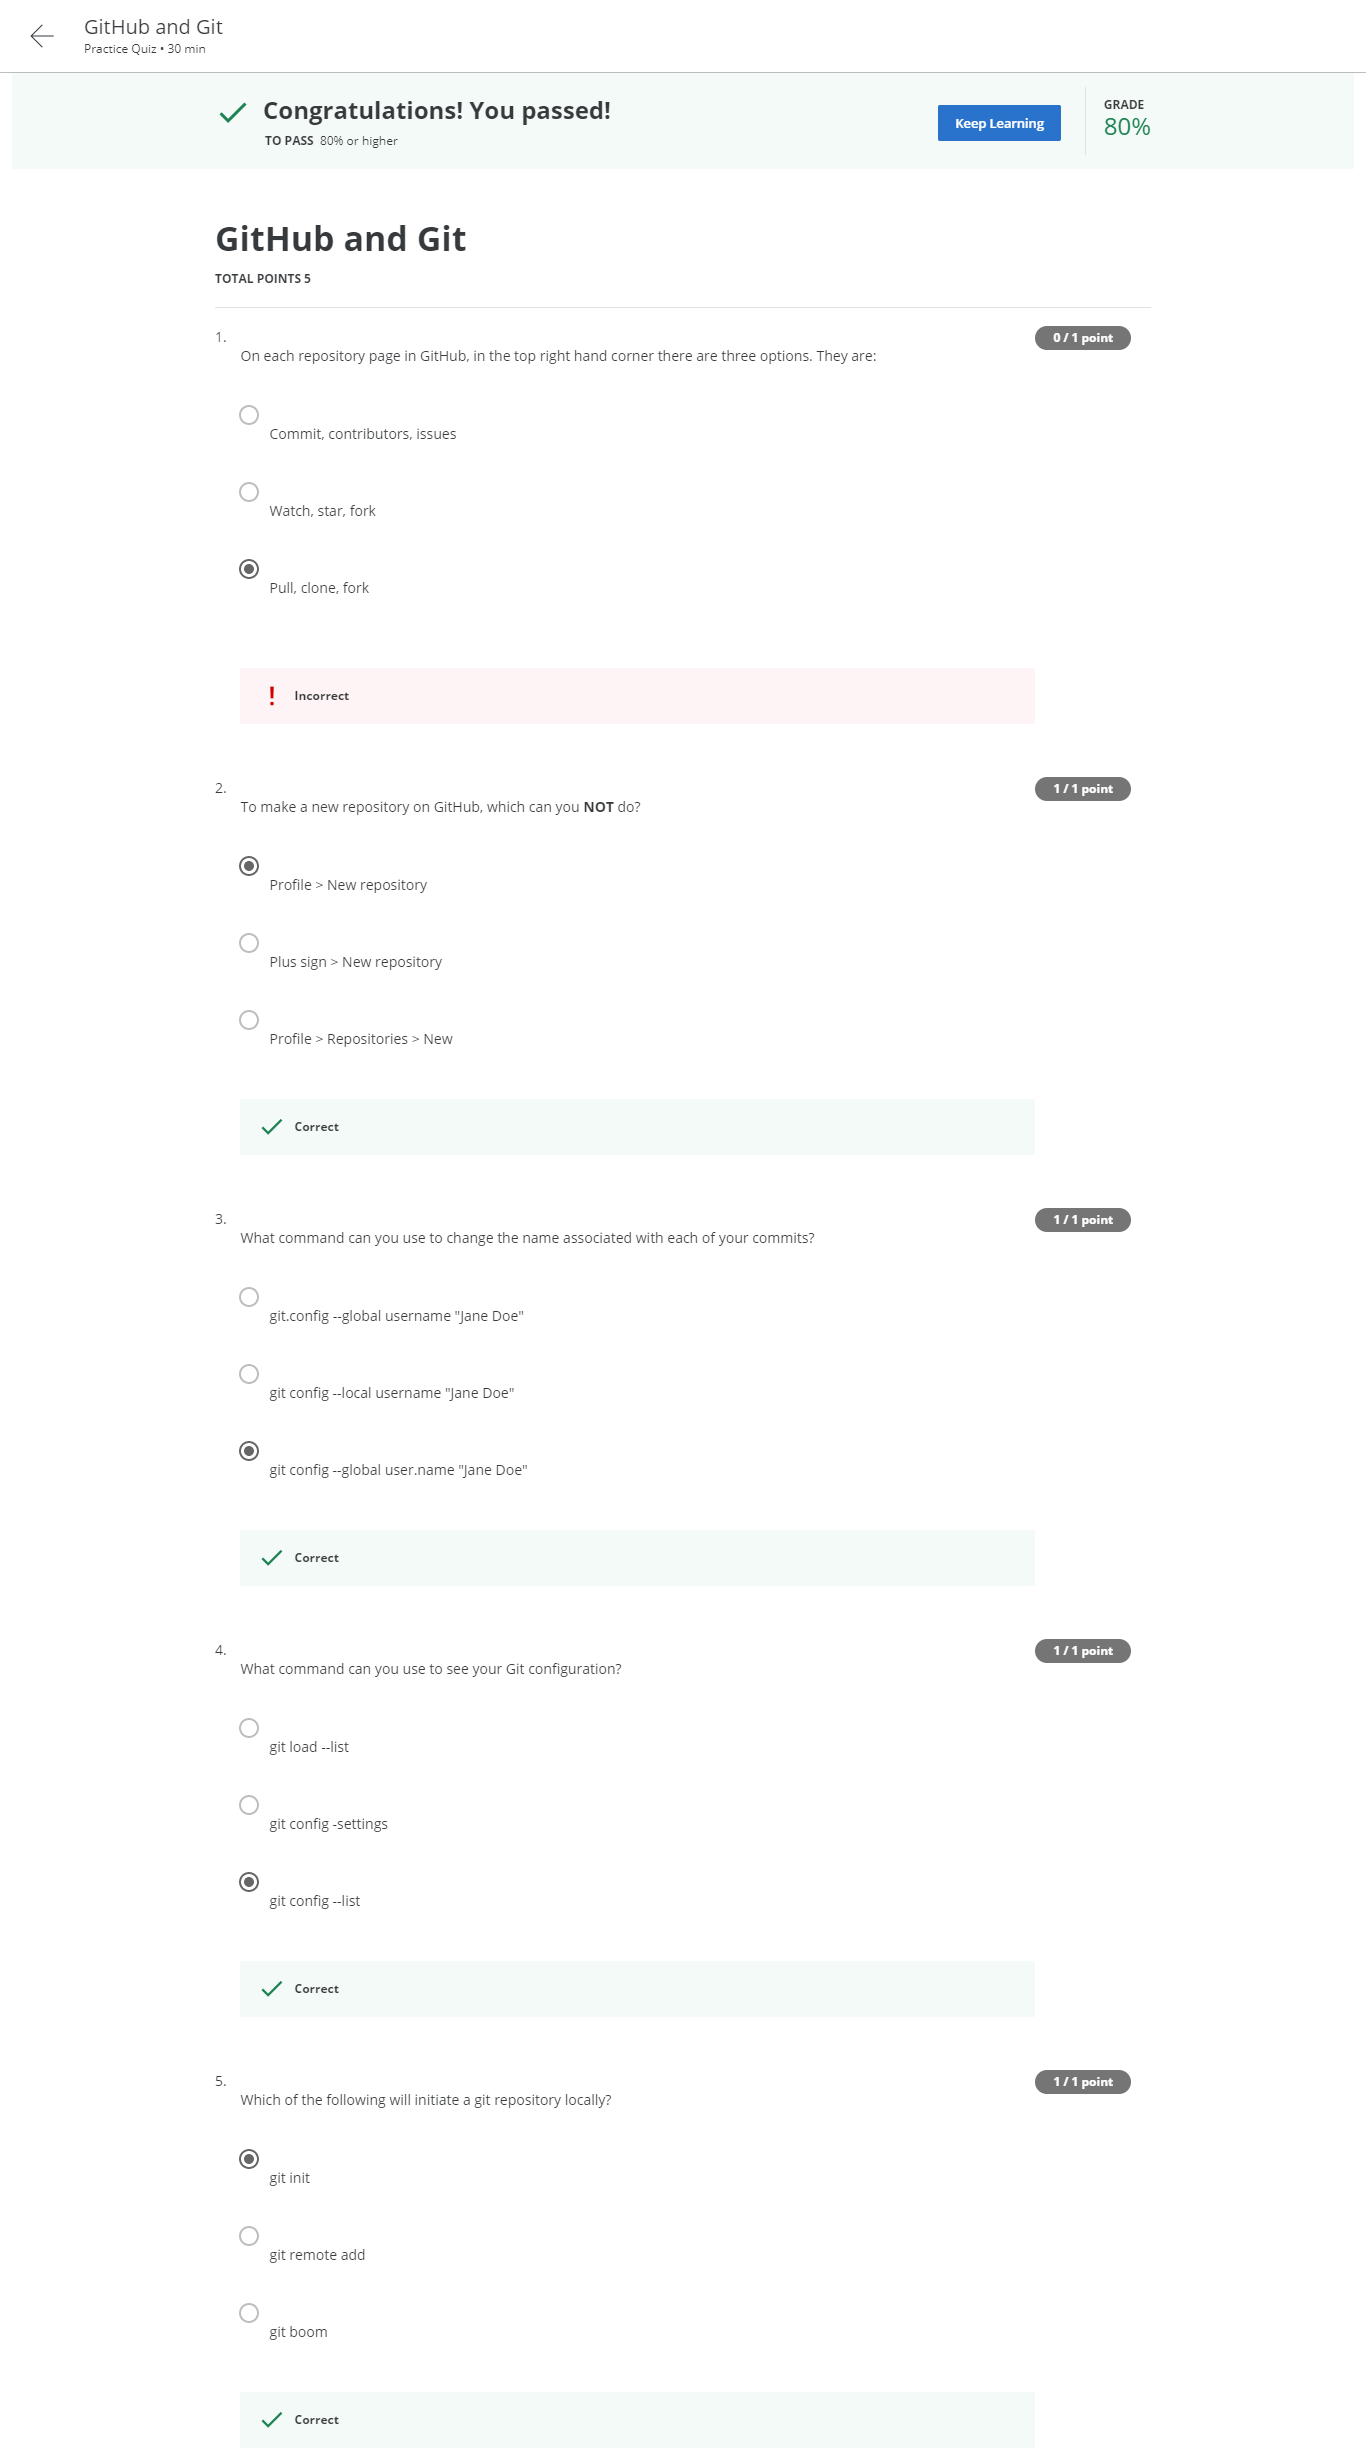 GitHub and Git
Practice Quiz • 30 min
Congratulations! You passed!
TO PASS 80% or higher
Keep Learning
GRADE
80%
GitHub and Git
TOTAL POINTS 5
1.
0 / 1 point
On each repository page in GitHub, in the top right hand corner there are three options. They are:
Commit, contributors, issues
Watch, star, fork
Pull, clone, fork
! Incorrect
2.
1 / 1 point
To make a new repository on GitHub, which can you NOT do?
Profile > New repository
Plus sign > New repository
Profile > Repositories > New
Correct
3.
1 / 1 point
What command can you use to change the name associated with each of your commits?
git.config --global username "Jane Doe"
git config --local username "Jane Doe"
git config --global user.name "Jane Doe"
Correct
4.
1 / 1 point
What command can you use to see your Git configuration?
git load --list
git config -settings
git config --list
Correct
5.
1 / 1 point
Which of the following will initiate a git repository locally?
git init
git remote add
git boom
Correct